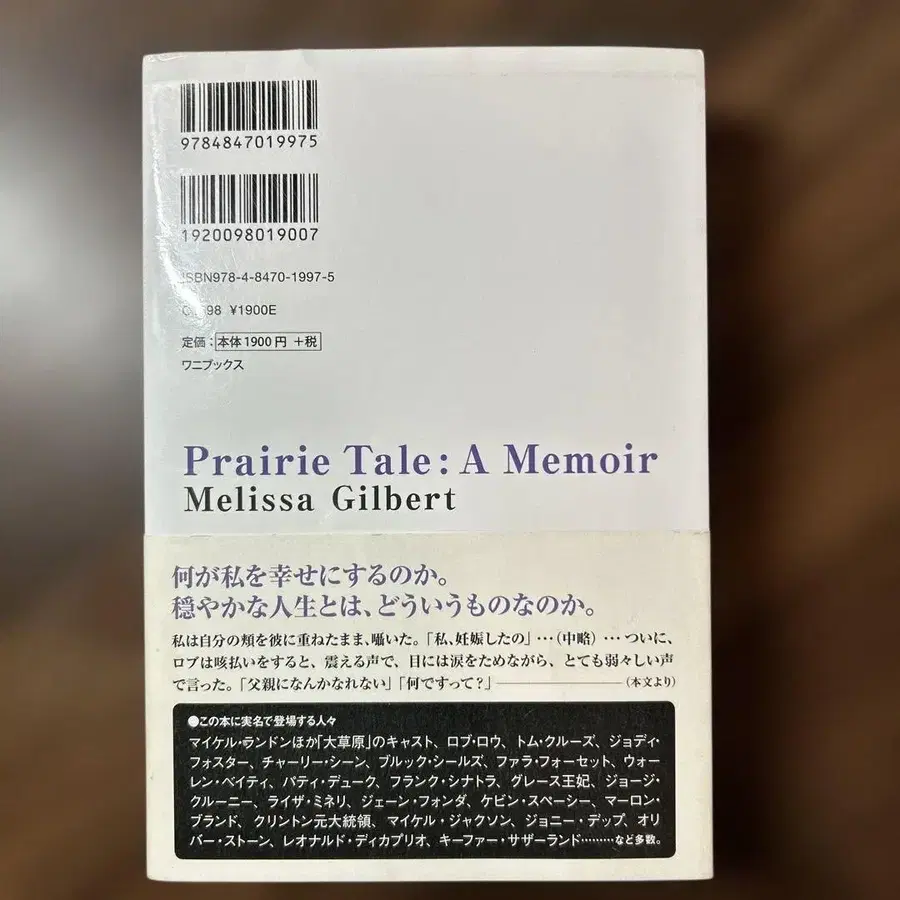 9784847019975
1920098019007
ISBN978-4-8470-1997-5
98 ¥1900E
定価：本体1900円 +税
ワニブックス
Prairie Tale: A Memoir
Melissa Gilbert
何が私を幸せにするのか。
穏やかな人生とは、どういうものなのか。
私は自分の頬を彼に重ねたまま、囁いた。「私、妊娠したの」…（中略）… ついに、
ロブは咳払いをすると、震える声で、目には涙をためながら、とても弱々しい声
で言った。「父親になんかなれない」「何ですって？」――――――（本文より）
●この本に実名で登場する人々
マイケル・ランドンほか「大草原」のキャスト、ロブ・ロウ、トム・クルーズ、ジョディ・
フォスター、チャーリー・シーン、ブルック・シールズ、ファラ・フォーセット、ウォー
レン・ベイティ、パティ・デューク、フランク・シナトラ、グレース王妃、ジョージ・
クルーニー、ライザ・ミネリ、ジェーン・フォンダ、ケビン・スペーシー、マーロン・
ブランド、クリントン元大統領、マイケル・ジャクソン、ジョニー・デップ、オリ
バー・ストーン、レオナルド・ディカプリオ、キーファー・サザーランド………など多数。